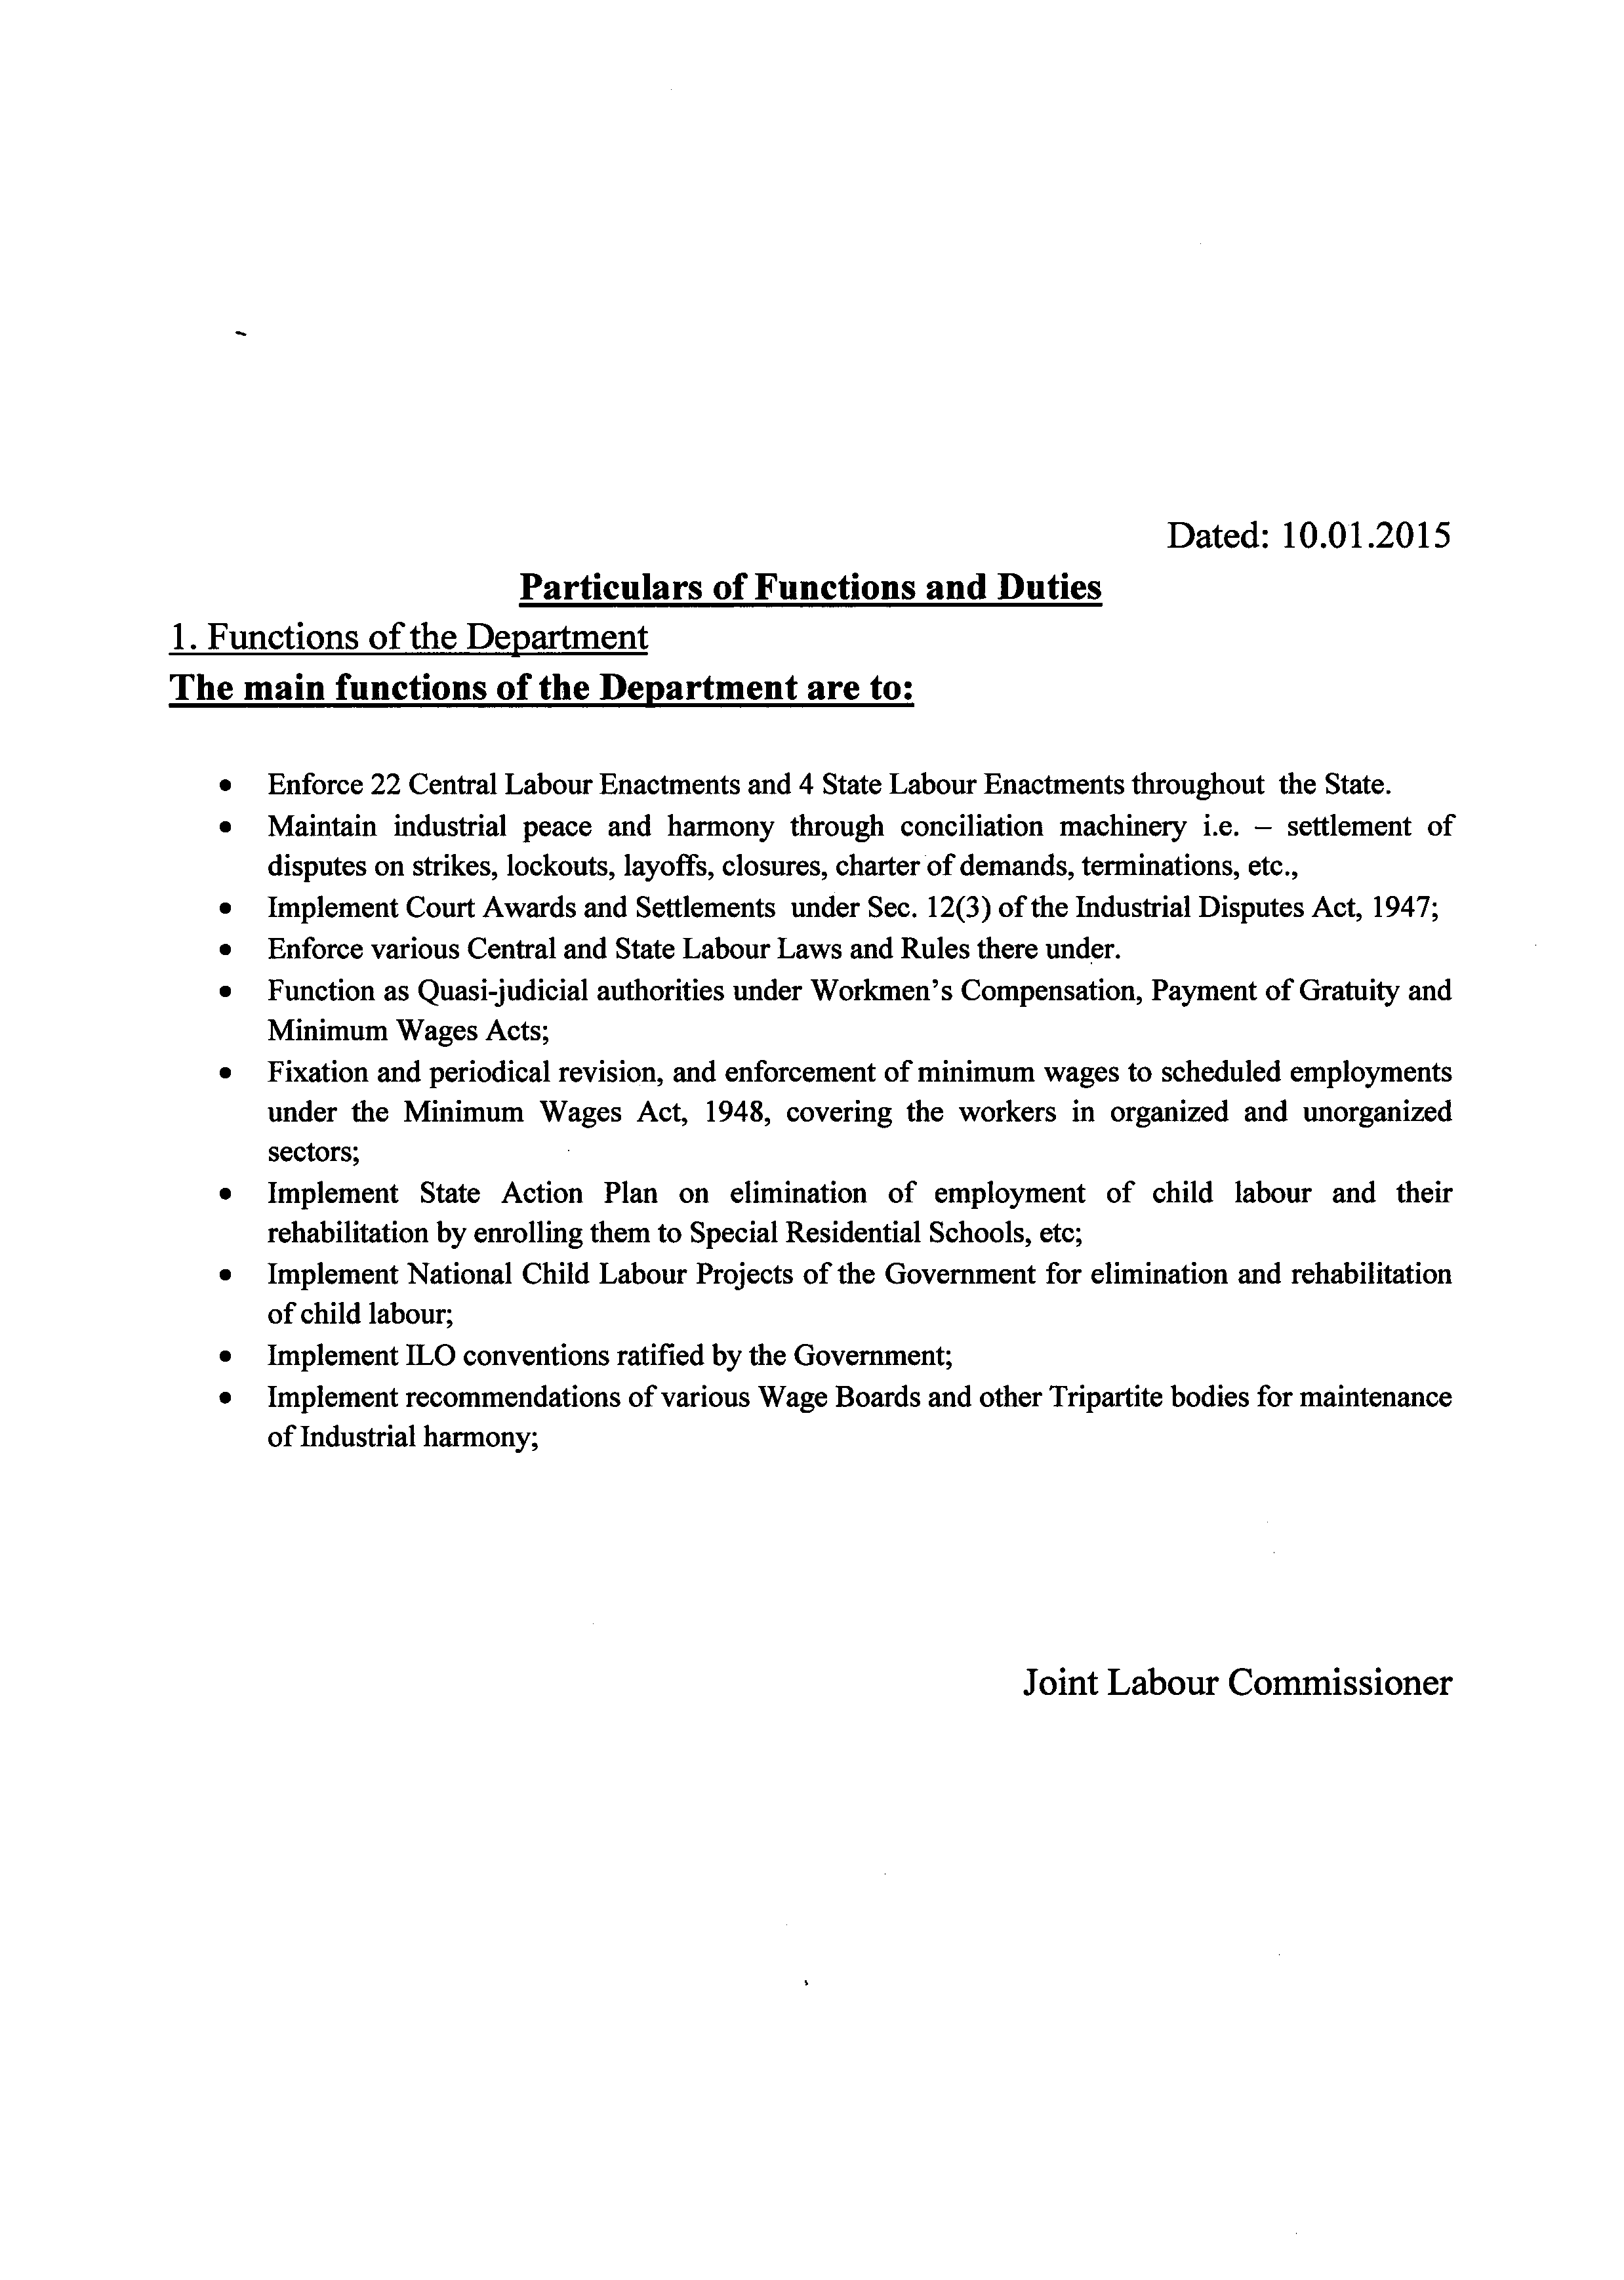 Dated: 10.01.2015
Particulars of Functions and Duties
1. Functions of the Department
The main functions of the Department are to:
• Enforce 22 Central Labour Enactments and 4 State Labour Enactments throughout the State.
• Maintain industrial peace and harmony through conciliation machinery i.e. – settlement of
disputes on strikes, lockouts, layoffs, closures, charter of demands, terminations, etc.,
• Implement Court Awards and Settlements under Sec. 12(3) of the Industrial Disputes Act, 1947;
• Enforce various Central and State Labour Laws and Rules there under.
• Function as Quasi-judicial authorities under Workmen's Compensation, Payment of Gratuity and
Minimum Wages Acts;
• Fixation and periodical revision, and enforcement of minimum wages to scheduled employments
under the Minimum Wages Act, 1948, covering the workers in organized and unorganized
sectors;
• Implement State Action Plan on elimination of employment of child labour and their
rehabilitation by enrolling them to Special Residential Schools, etc;
• Implement National Child Labour Projects of the Government for elimination and rehabilitation
of child labour;
• Implement ILO conventions ratified by the Government;
• Implement recommendations of various Wage Boards and other Tripartite bodies for maintenance
of Industrial harmony;
Joint Labour Commissioner